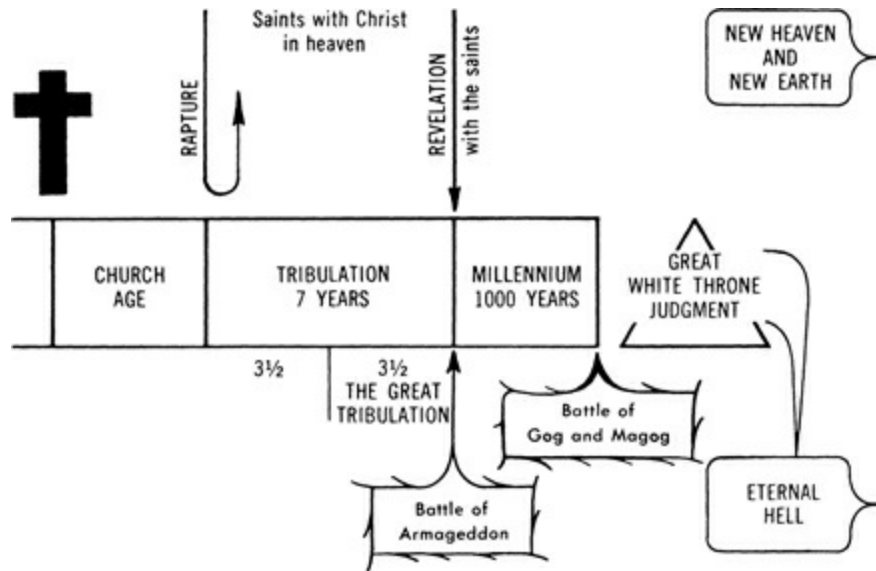 Saints with Christ
in heaven
RAPTURE
REVELATION
with the saints
NEW HEAVEN
AND
NEW EARTH
CHURCH
AGE
TRIBULATION
7 YEARS
MILLENNIUM
1000 YEARS
GREAT
WHITE THRONE
JUDGMENT
3½
3½
THE GREAT
TRIBULATION
Battle of
Gog and Magog
Battle of
Armageddon
ETERNAL
HELL